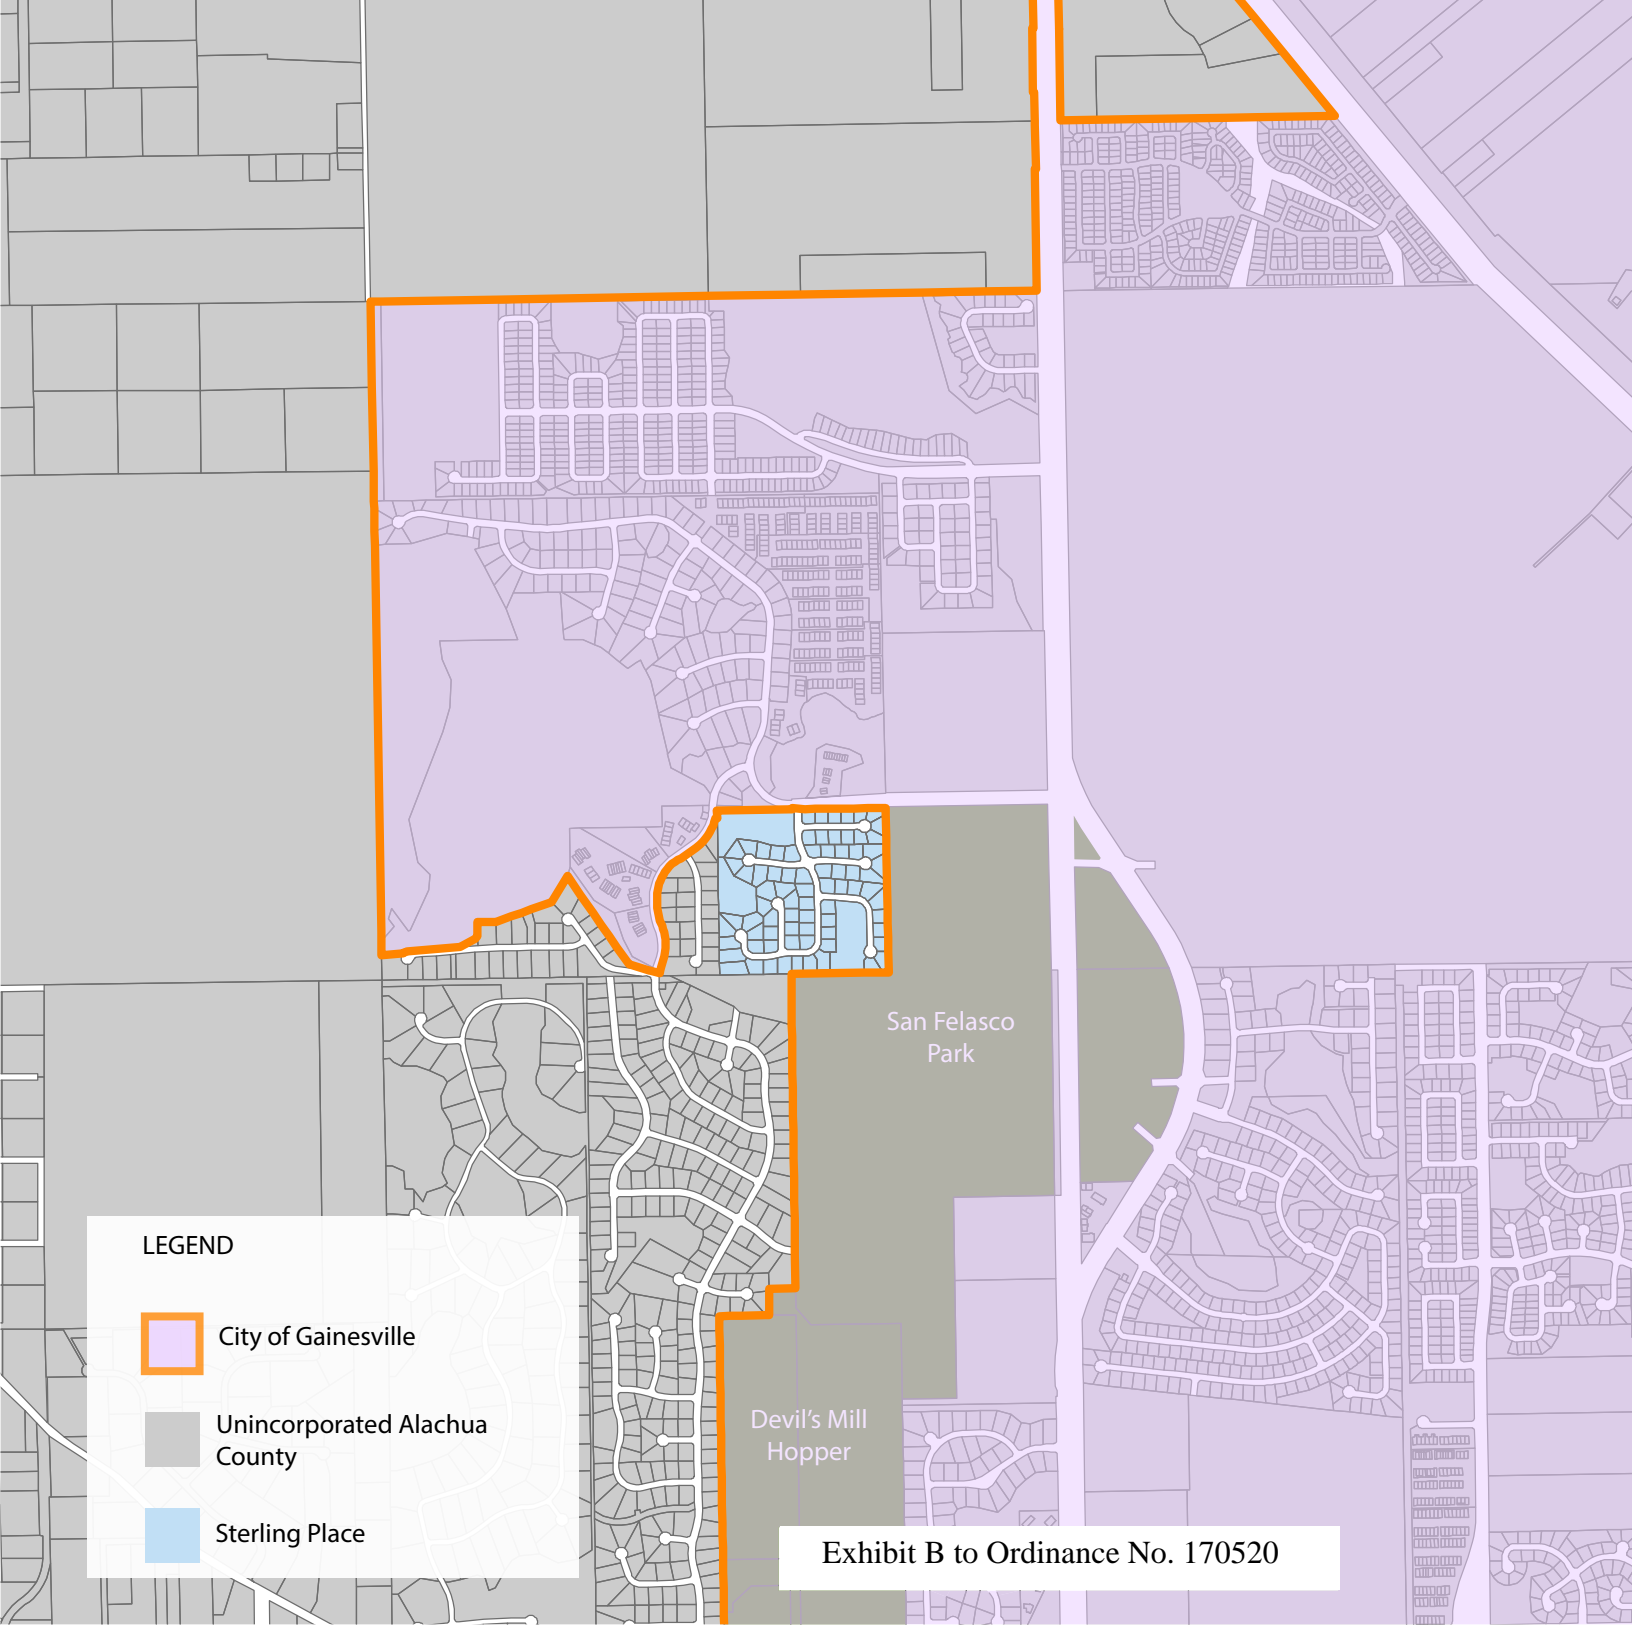 San Felasco
Park
LEGEND
City of Gainesville
Unincorporated Alachua
County
Sterling Place
Devil's Mill
Hopper
Exhibit B to Ordinance No. 170520